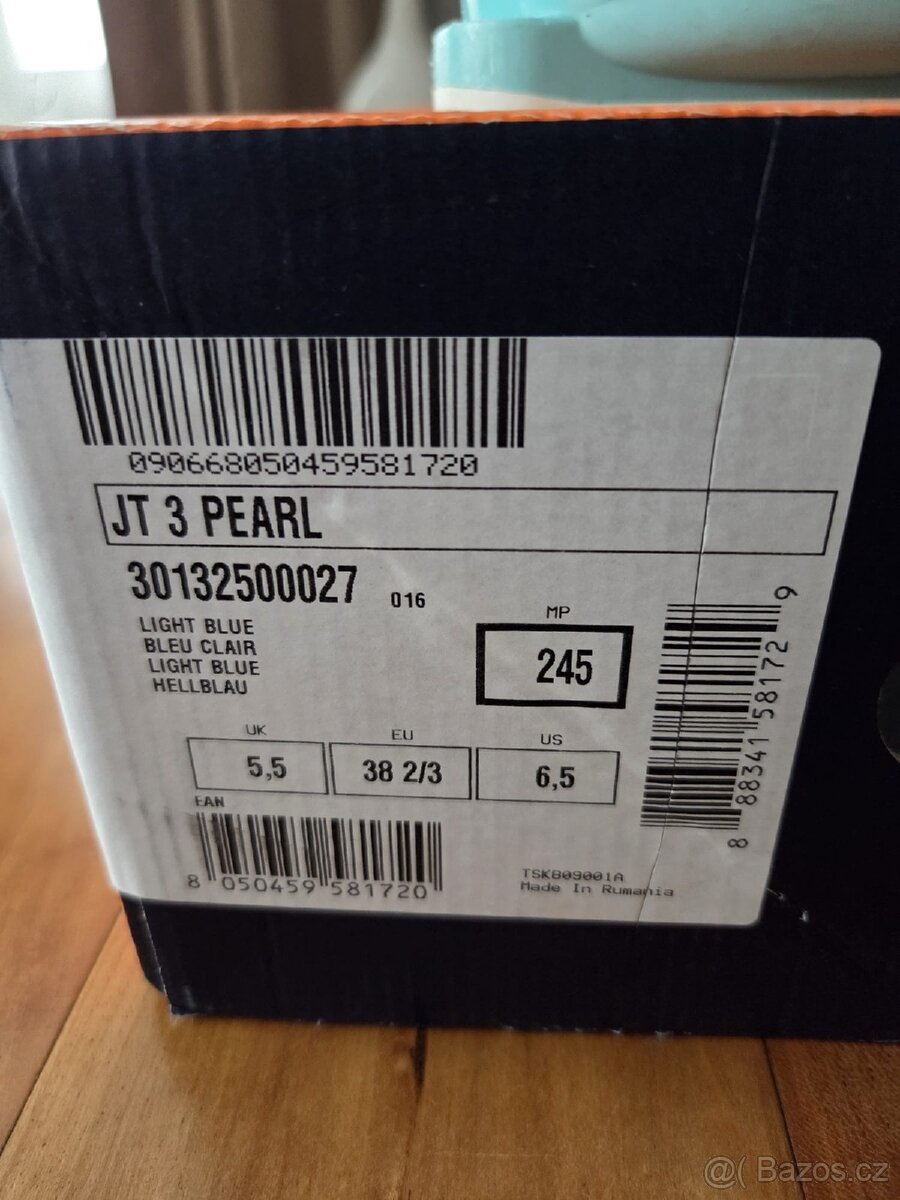 090668050459581720
JT 3 PEARL
30132500027 016
LIGHT BLUE
BLEU CLAIR
LIGHT BLUE
HELLBLAU
MP
245
UK
5,5
EU
38 2/3
US
6,5
EAN
8 050459 581720
8 88341 58172 9
TSKB09001A
Made In Rumania
@( Bazos.cz